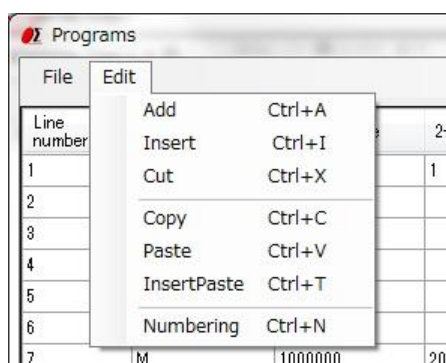 Programs
File Edit
Add Ctrl+A
Insert Ctrl+I
Cut Ctrl+X
Copy Ctrl+C
Paste Ctrl+V
InsertPaste Ctrl+T
Numbering Ctrl+N
Line
number
1 1
2
3
4
5
6
7 M 1000000 20